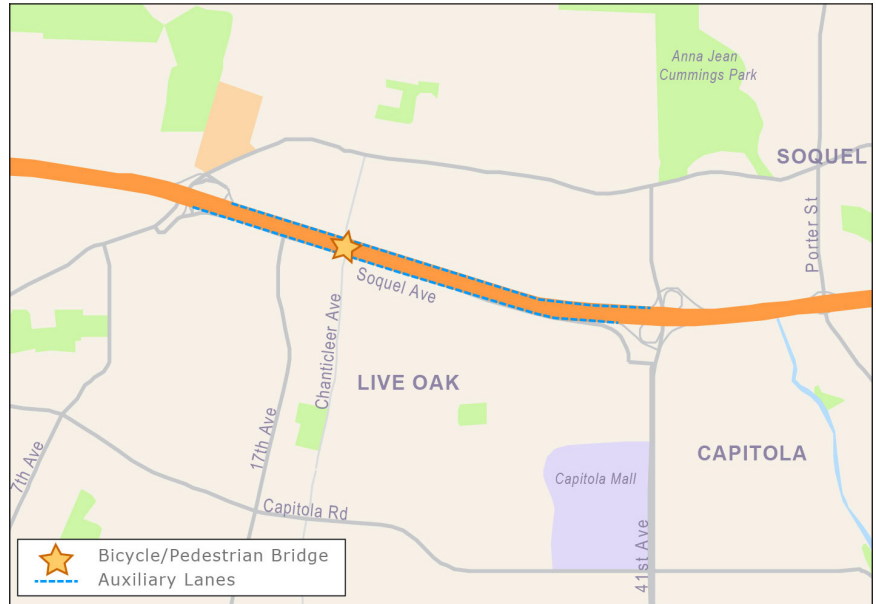 Anna Jean
Cummings Park
SOQUEL
Porter St
Soquel Ave
Chanticleer Ave
LIVE OAK
17th Ave
7th Ave
CAPITOLA
Capitola Mall
Capitola Rd
41st Ave
Bicycle/Pedestrian Bridge
Auxiliary Lanes